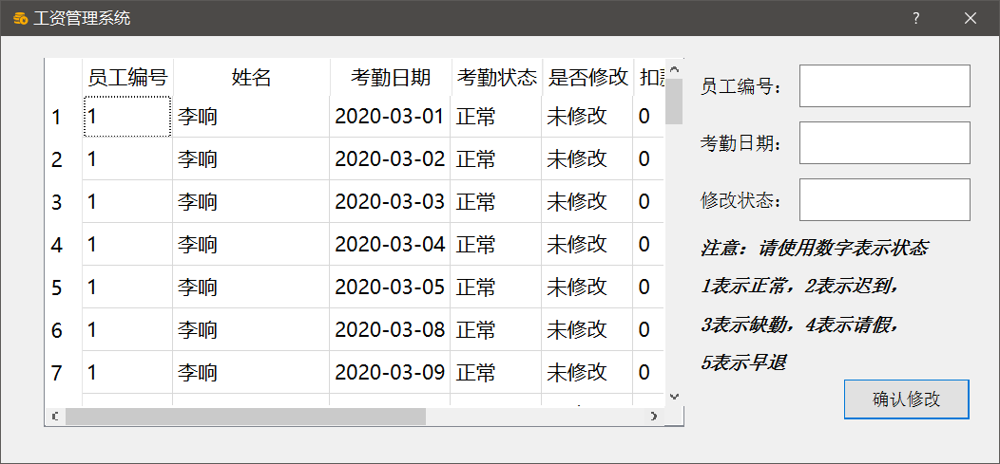 工资管理系统 ?
员工编号 姓名 考勤日期 考勤状态 是否修改
1 1 李响 2020-03-01 正常 未修改 0
2 1 李响 2020-03-02 正常 未修改 0
3 1 李响 2020-03-03 正常 未修改 0
4 1 李响 2020-03-04 正常 未修改 0
5 1 李响 2020-03-05 正常 未修改 0
6 1 李响 2020-03-08 正常 未修改 0
7 1 李响 2020-03-09 正常 未修改 0
员工编号：
考勤日期：
修改状态：
注意：请使用数字表示状态
1表示正常，2表示迟到，
3表示缺勤，4表示请假，
5表示早退
确认修改